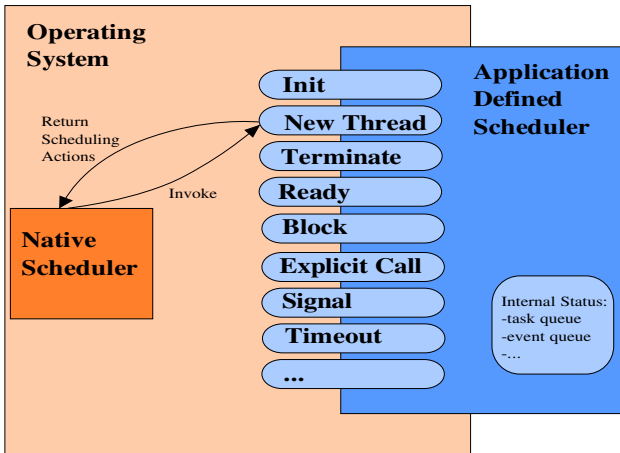 Operating
System
Application
Defined
Scheduler
Init
New Thread
Terminate
Ready
Block
Explicit Call
Signal
Timeout
...
Return
Scheduling
Actions
Invoke
Native
Scheduler
Internal Status:
-task queue
-event queue
-...